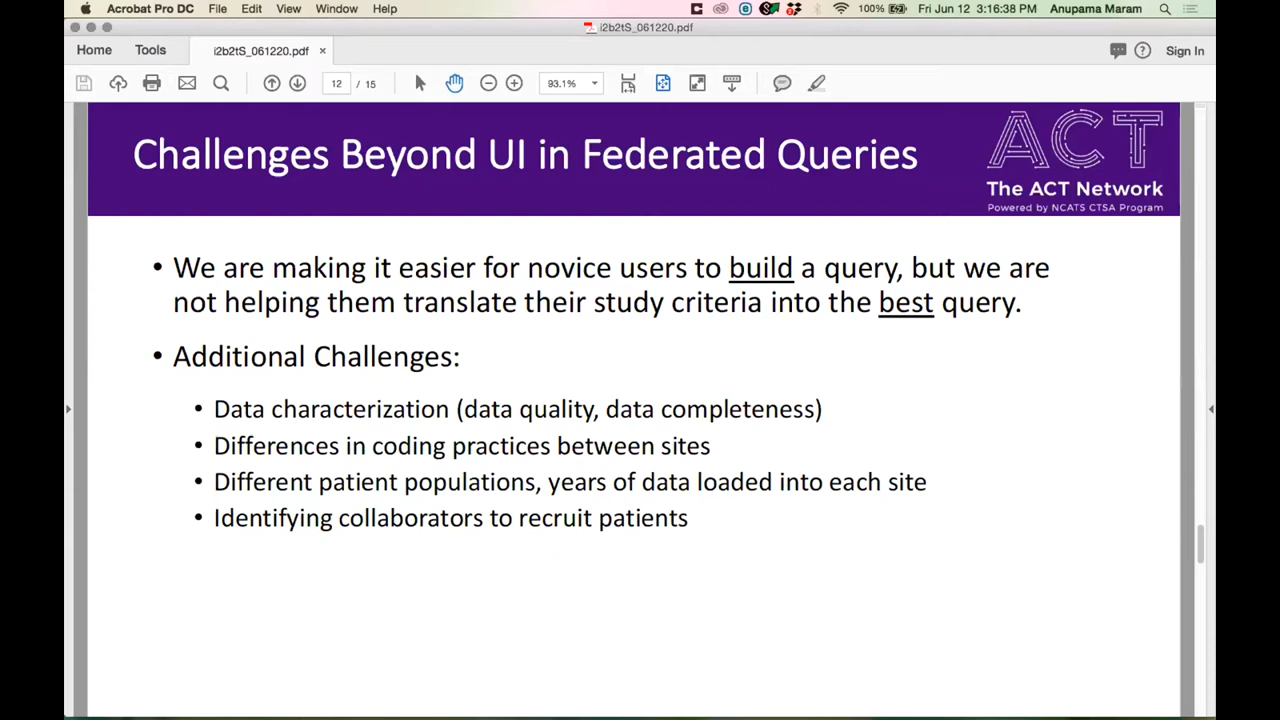 Acrobat Pro DC File Edit View Window Help 100% Fri Jun 12 3:16:38 PM Anupama Maram
i2b2tS_061220.pdf
Home Tools i2b2tS_061220.pdf × Sign In
12 / 15 93.1%
Challenges Beyond UI in Federated Queries
ACT
The ACT Network
Powered by NCATS CTSA Program
• We are making it easier for novice users to build a query, but we are
not helping them translate their study criteria into the best query.
• Additional Challenges:
• Data characterization (data quality, data completeness)
• Differences in coding practices between sites
• Different patient populations, years of data loaded into each site
• Identifying collaborators to recruit patients